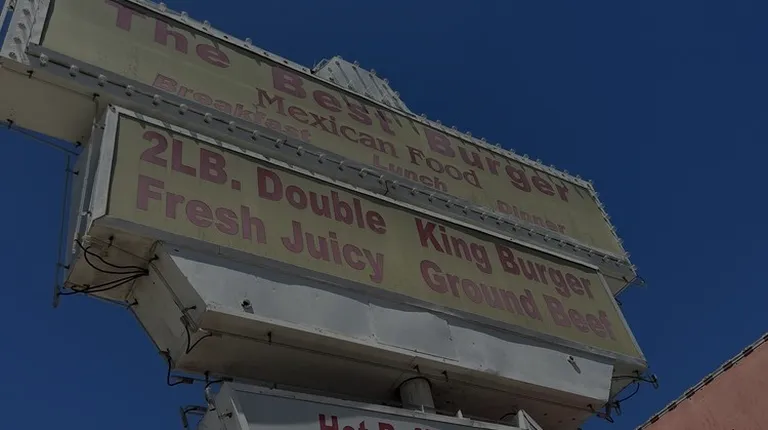 The Best Burger
Mexican Food
Breakfast Lunch Dinner
2LB. Double King Burger
Fresh Juicy Ground Beef